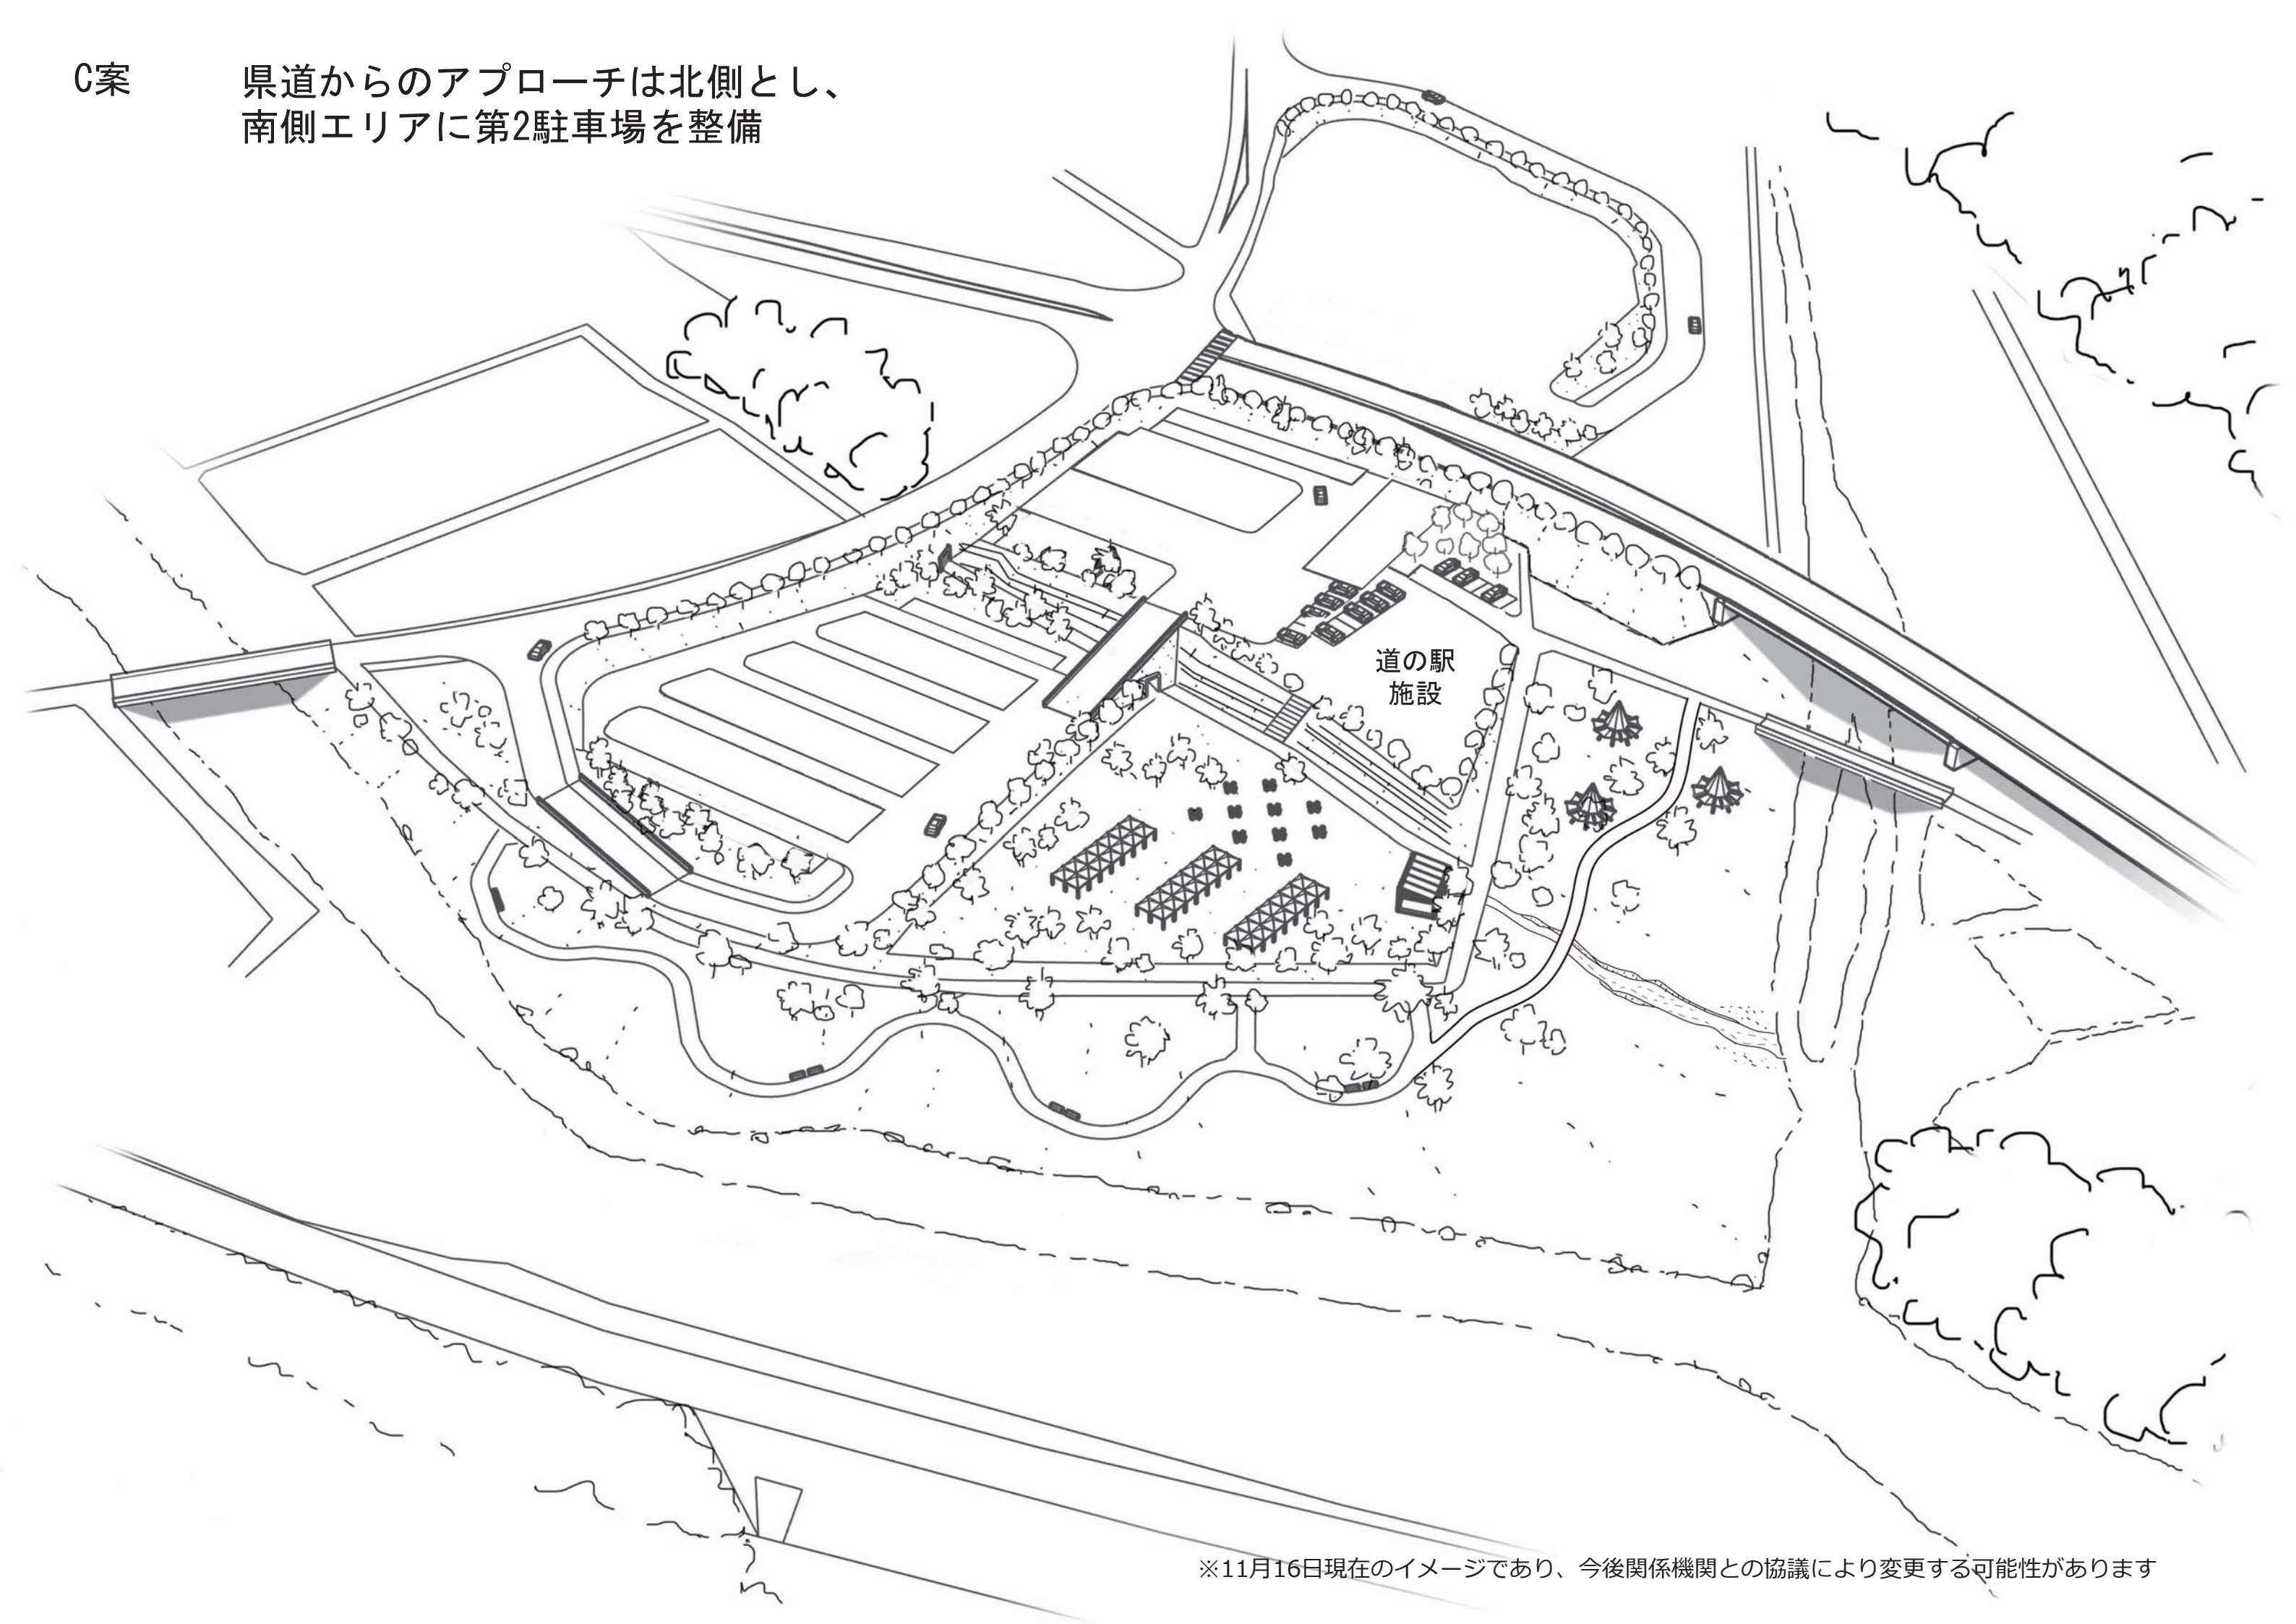 C案
県道からのアプローチは北側とし、
南側エリアに第2駐車場を整備
道の駅
施設
※11月16日現在のイメージであり、今後関係機関との協議により変更する可能性があります